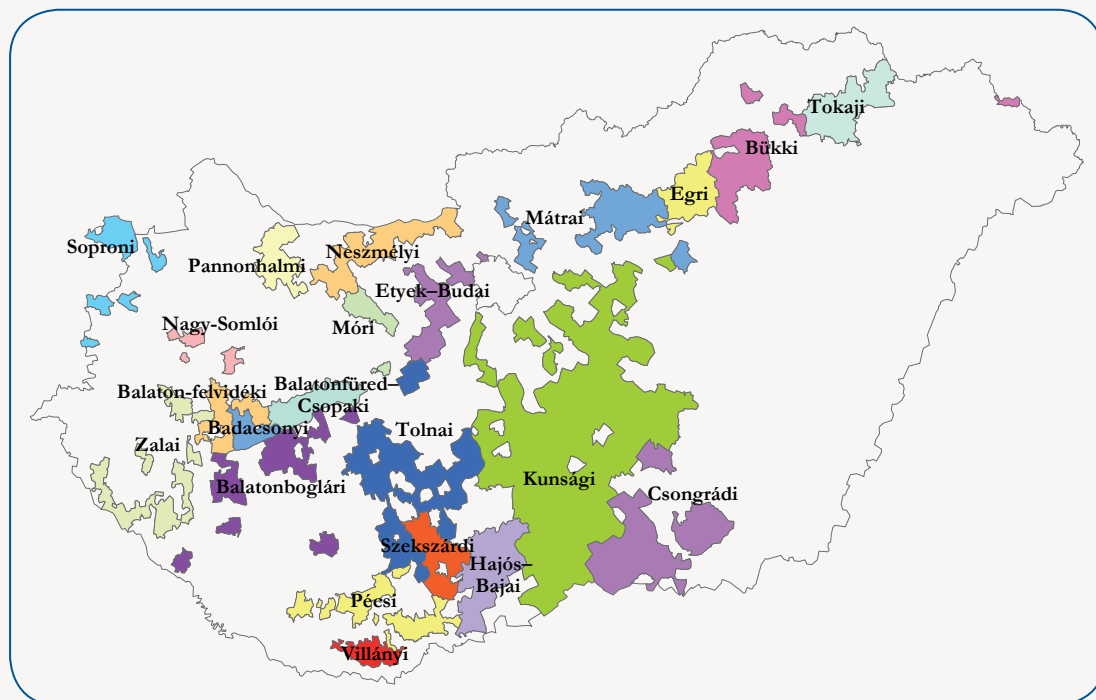 Tokaji
Bükki
Egri
Mátrai
Soproni
Neszmélyi
Pannonhalmi
Etyek–Budai
Móri
Nagy-Somlói
Balatonfüred–
Csopaki
Balaton-felvidéki
Badacsonyi
Tolnai
Zalai
Balatonboglári
Kunsági
Csongrádi
Szekszárdi
Hajós–
Bajai
Pécsi
Villányi